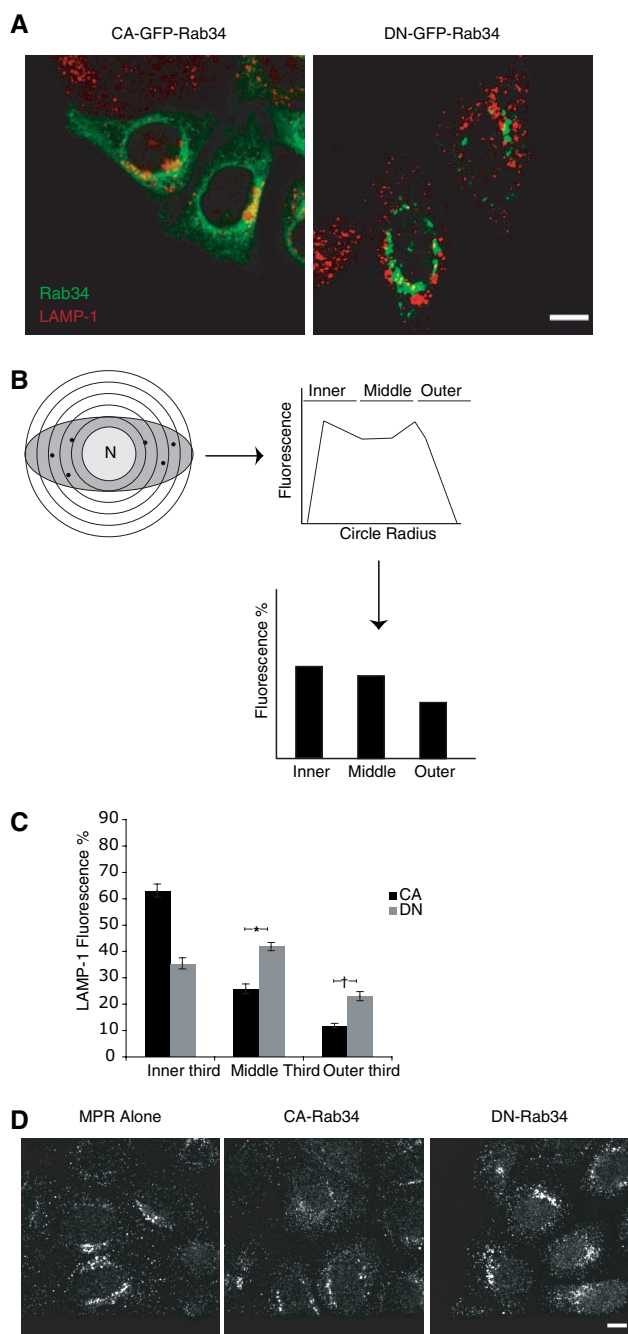 A
CA-GFP-Rab34 DN-GFP-Rab34
Rab34
LAMP-1
B
N
Inner Middle Outer
Fluorescence
Circle Radius
Fluorescence %
Inner Middle Outer
C
90
80
70
60
50
40
30
20
10
0
LAMP-1 Fluorescence %
*
†
CA
DN
Inner third Middle Third Outer third
D
MPR Alone CA-Rab34 DN-Rab34